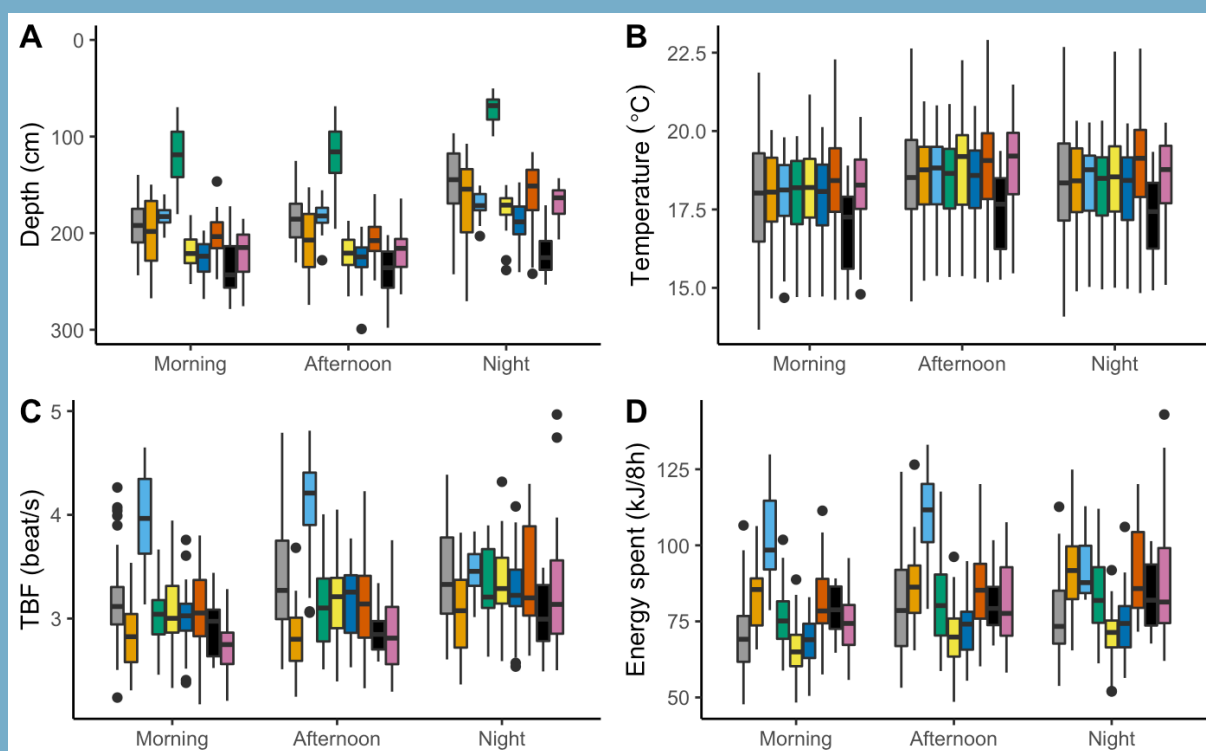 A
Depth (cm)
0
100
200
300
Morning Afternoon Night
B
Temperature (°C)
22.5
20.0
17.5
15.0
Morning Afternoon Night
C
TBF (beat/s)
5
4
3
Morning Afternoon Night
D
Energy spent (kJ/8h)
125
100
75
50
Morning Afternoon Night